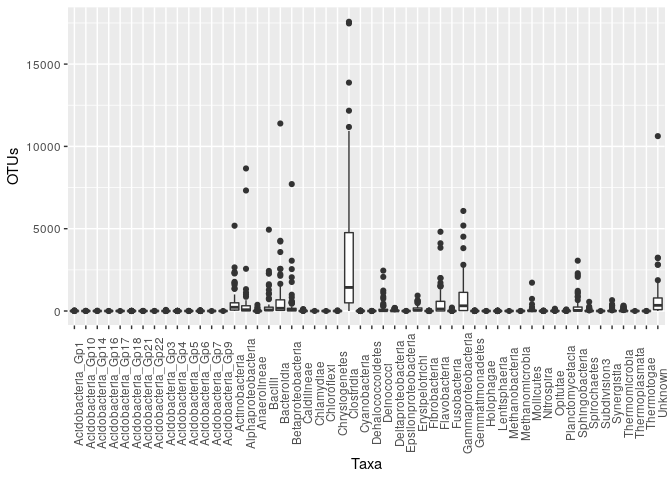 OTUs
15000
10000
5000
0
Acidobacteria_Gp1
Acidobacteria_Gp10
Acidobacteria_Gp14
Acidobacteria_Gp16
Acidobacteria_Gp17
Acidobacteria_Gp18
Acidobacteria_Gp21
Acidobacteria_Gp22
Acidobacteria_Gp3
Acidobacteria_Gp4
Acidobacteria_Gp5
Acidobacteria_Gp6
Acidobacteria_Gp7
Acidobacteria_Gp9
Actinobacteria
Alphaproteobacteria
Anaerolineae
Bacilli
Bacteroidia
Betaproteobacteria
Caldilineae
Chlamydiae
Chloroflexi
Chrysiogenetes
Clostridia
Cyanobacteria
Dehalococcoidetes
Deinococci
Deltaproteobacteria
Epsilonproteobacteria
Erysipelotrichi
Fibrobacteria
Flavobacteria
Fusobacteria
Gammaproteobacteria
Gemmatimonadetes
Holophagae
Lentisphaeria
Methanobacteria
Methanomicrobia
Mollicutes
Nitrospira
Opitutae
Planctomycetacia
Sphingobacteria
Spirochaetes
Subdivision3
Synergistia
Thermomicrobia
Thermoplasmata
Thermotogae
Unknown
Taxa